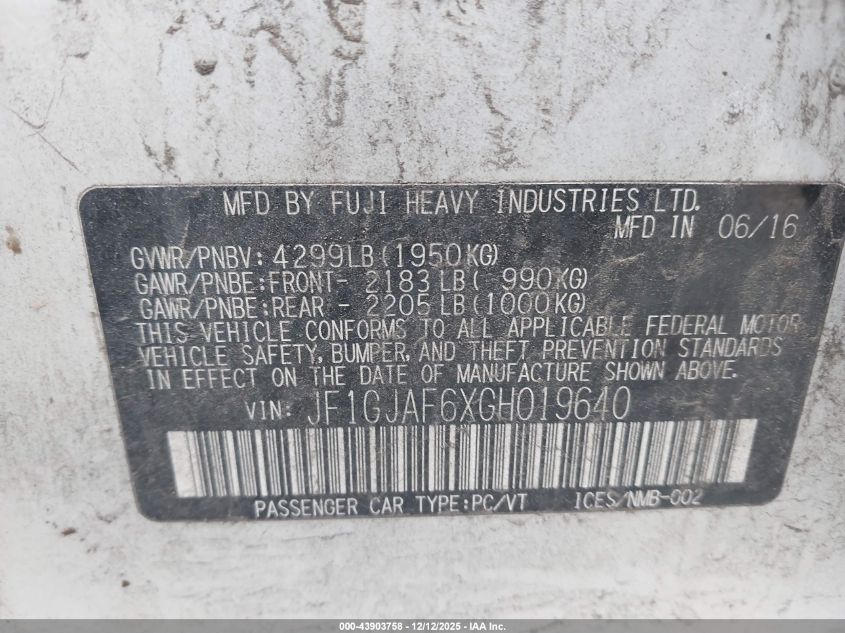 MFD BY FUJI HEAVY INDUSTRIES LTD.
MFD IN 06/16
GVWR/PNBV: 4299LB(1950KG)
GAWR/PNBE:FRONT- 2183LB( 990KG)
GAWR/PNBE:REAR - 2205LB(1000KG)
THIS VEHICLE CONFORMS TO ALL APPLICABLE FEDERAL MOTOR
VEHICLE SAFETY, BUMPER, AND THEFT PREVENTION STANDARDS
IN EFFECT ON THE DATE OF MANUFACTURE SHOWN ABOVE.
VIN: JF1GJAF6XGH019640
PASSENGER CAR TYPE:PC/VT ICES/NMB-002
000-43903758 - 12/12/2025 - IAA Inc.